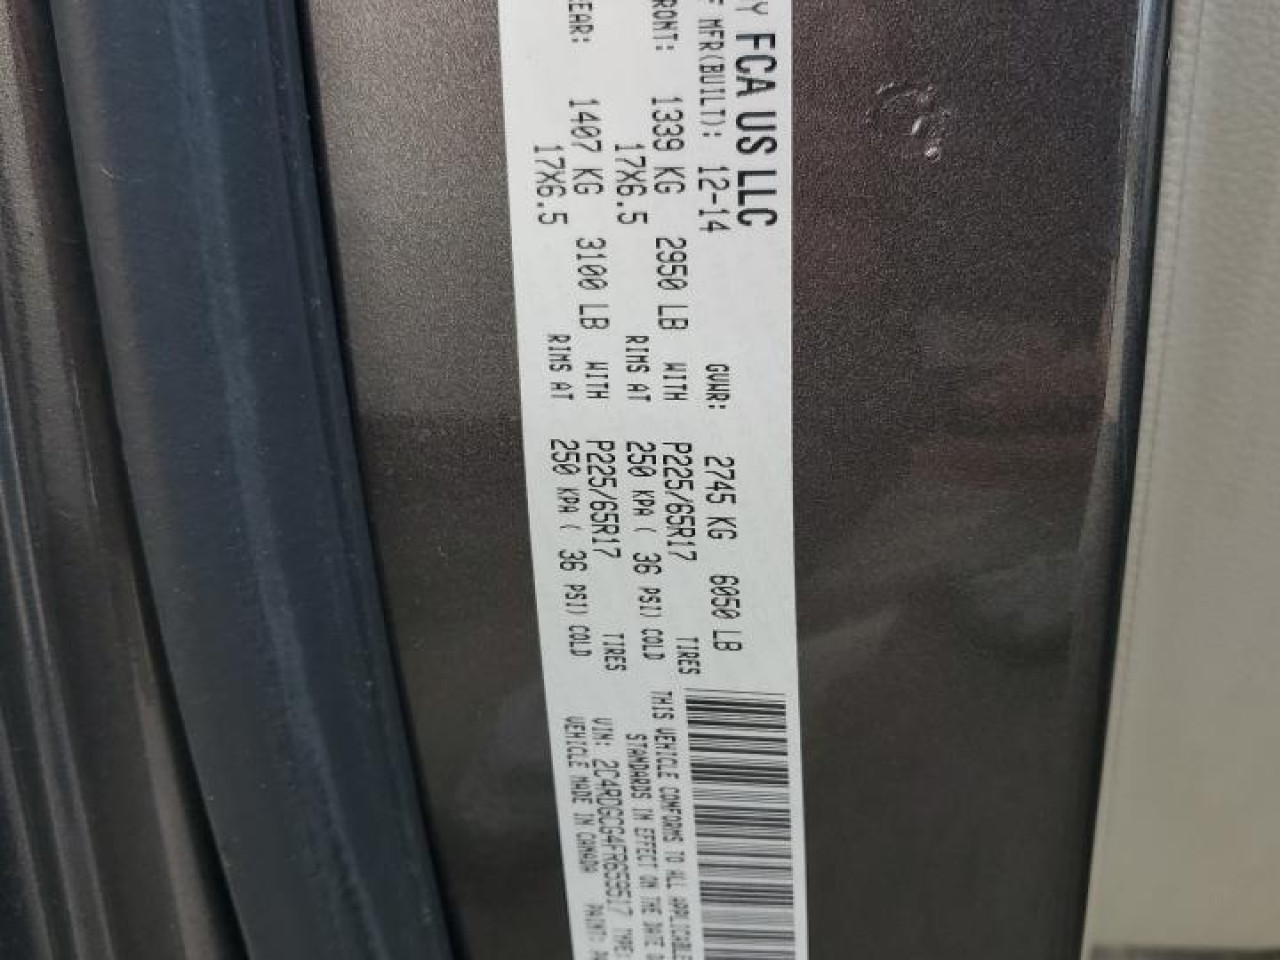 Y FCA US LLC
F MFR(BUILT): 12-14 GVWR: 2745 KG 6050 LB
RONT: 1339 KG 2950 LB WITH P225/65R17 TIRES
17X6.5 RIMS AT 250 KPA ( 36 PSI) COLD
EAR: 1407 KG 3100 LB WITH P225/65R17 TIRES
17X6.5 RIMS AT 250 KPA ( 36 PSI) COLD
THIS VEHICLE CONFORMS TO ALL APPLICABLE
STANDARDS IN EFFECT ON THE DATE O
VIN: 2C4RDGCG4FR659517 TYPE:
VEHICLE MADE IN CANADA PAINT: PA